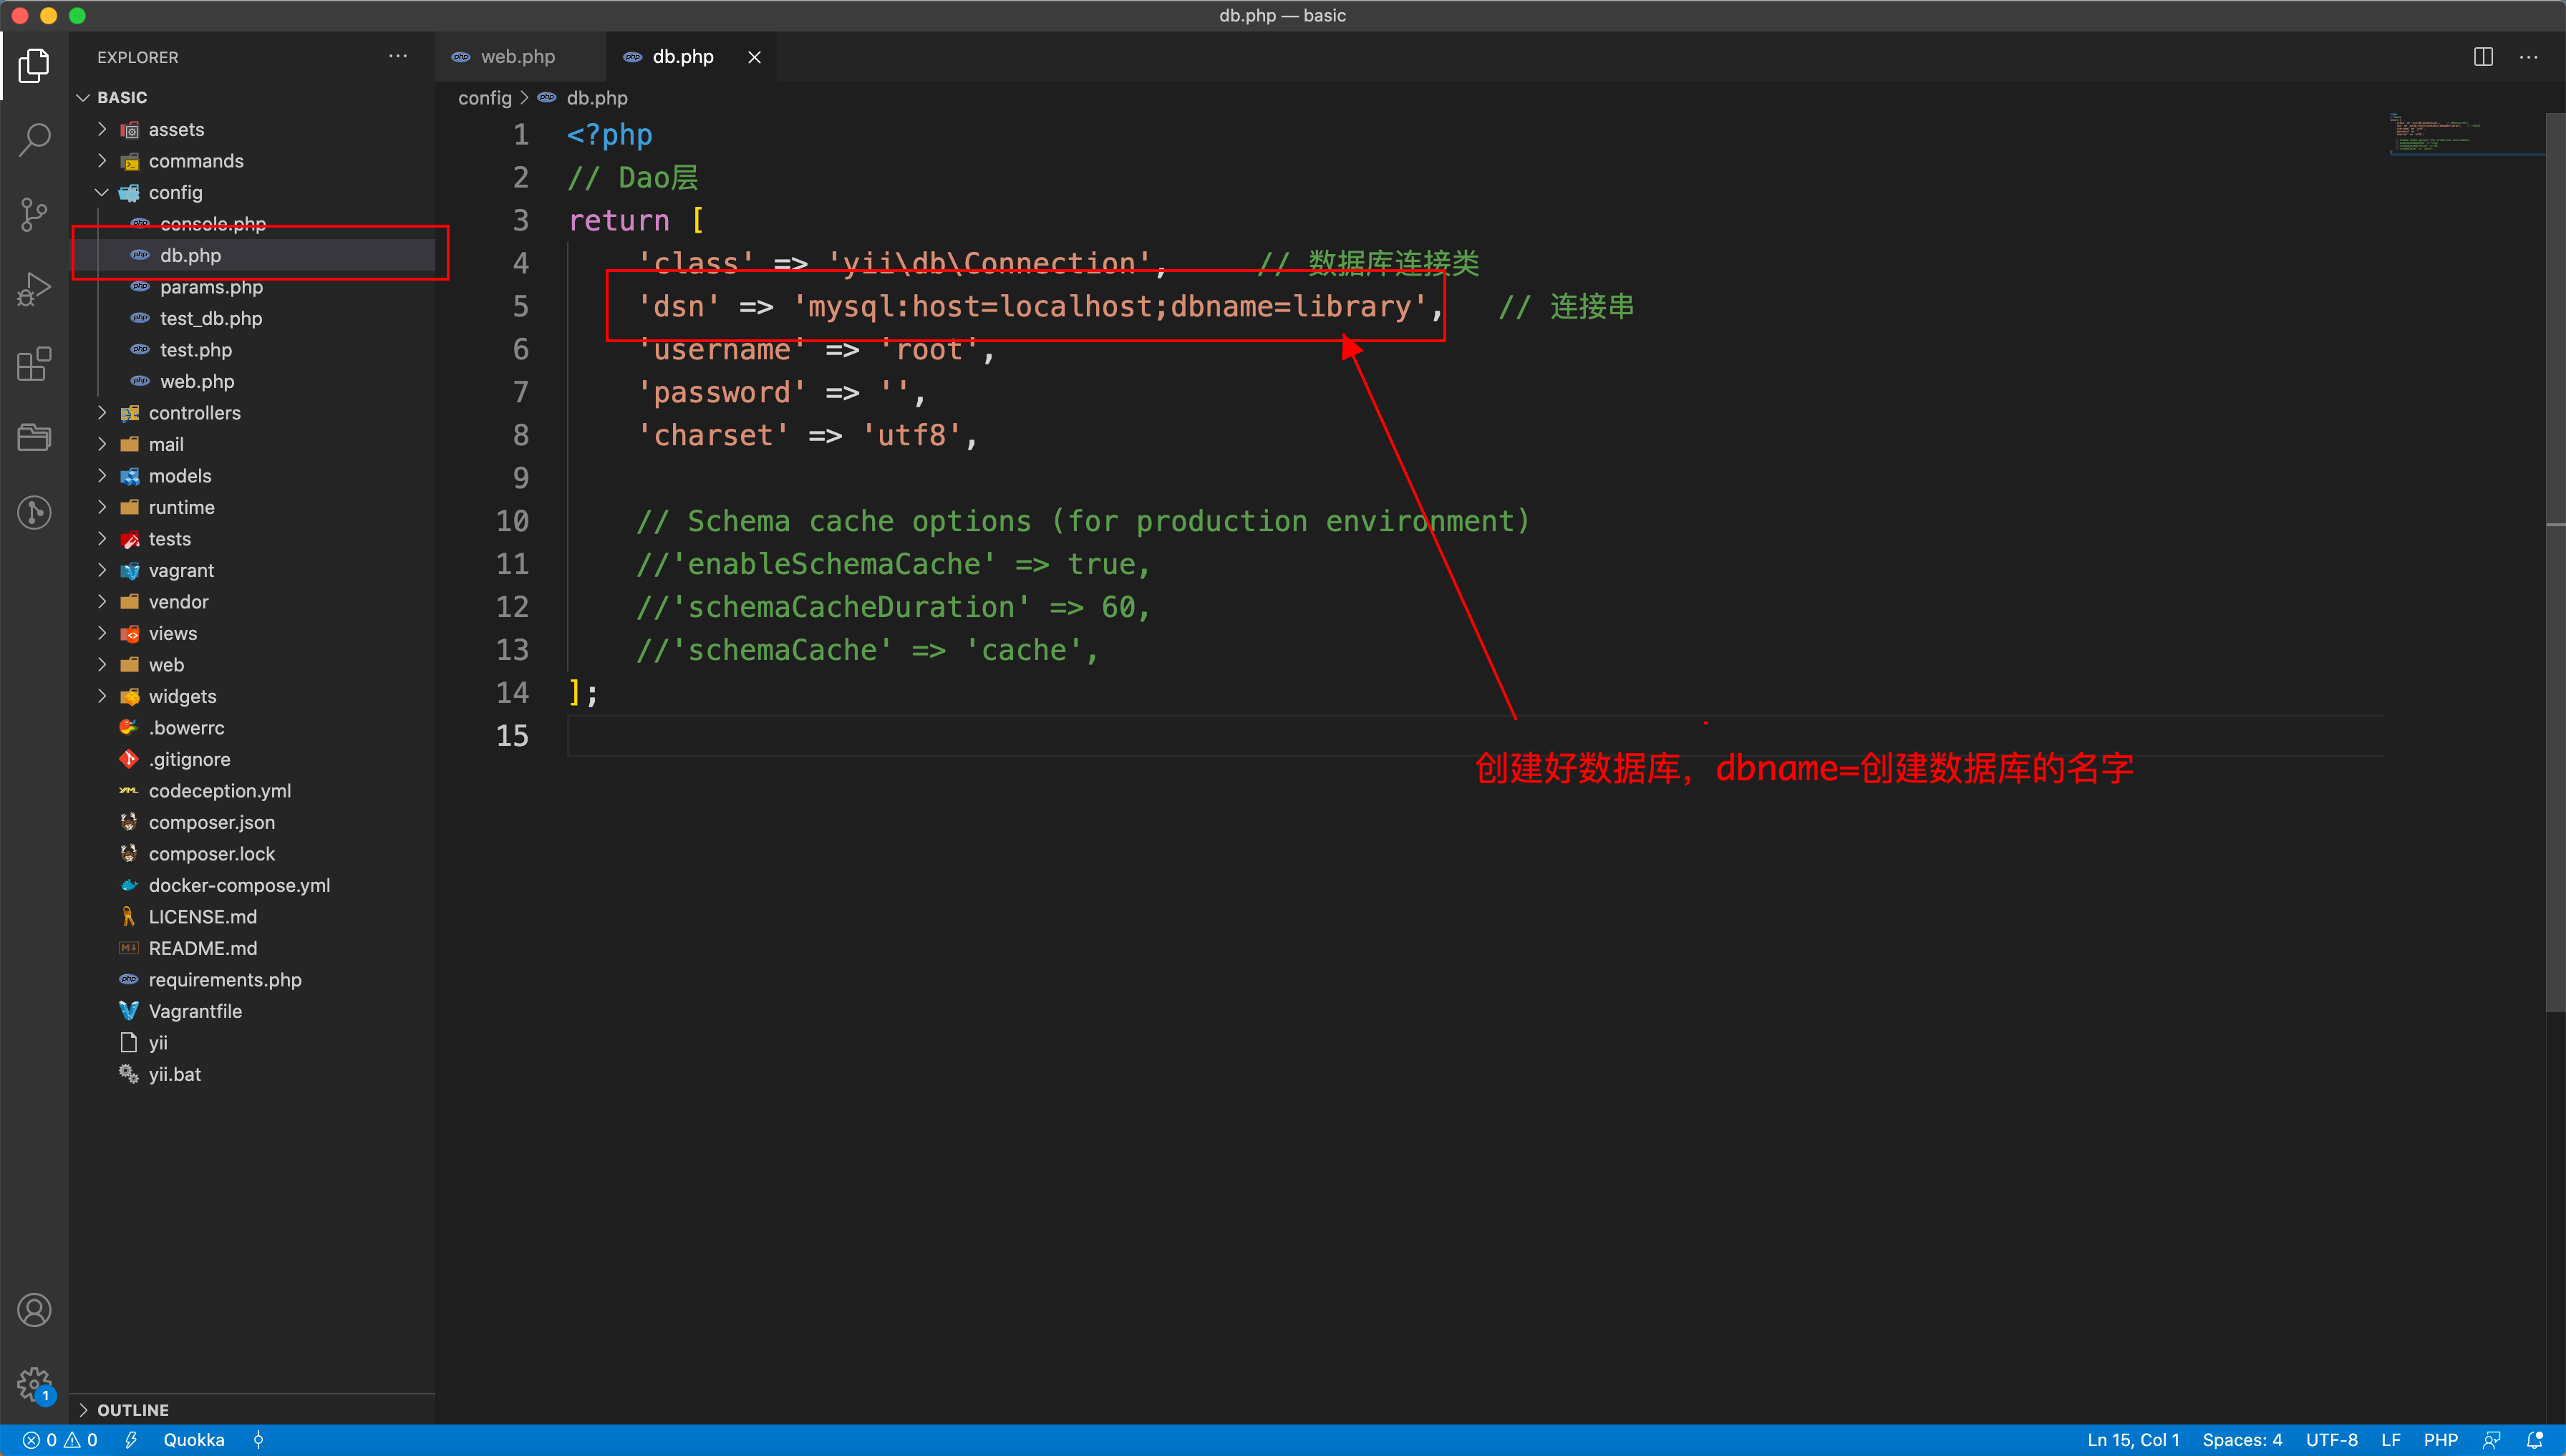 db.php — basic
EXPLORER
web.php
db.php
BASIC
config > db.php
assets
commands
config
console.php
db.php
params.php
test_db.php
test.php
web.php
controllers
mail
models
runtime
tests
vagrant
vendor
views
web
widgets
.bowerrc
.gitignore
codeception.yml
composer.json
composer.lock
docker-compose.yml
LICENSE.md
README.md
requirements.php
Vagrantfile
yii
yii.bat
OUTLINE
1 <?php
2 // Dao层
3 return [
4 'class' => 'yii\db\Connection', // 数据库连接类
5 'dsn' => 'mysql:host=localhost;dbname=library', // 连接串
6 'username' => 'root',
7 'password' => '',
8 'charset' => 'utf8',
9
10 // Schema cache options (for production environment)
11 //'enableSchemaCache' => true,
12 //'schemaCacheDuration' => 60,
13 //'schemaCache' => 'cache',
14 ];
15
创建好数据库，dbname=创建数据库的名字
1
0 0 Quokka
Ln 15, Col 1 Spaces: 4 UTF-8 LF PHP